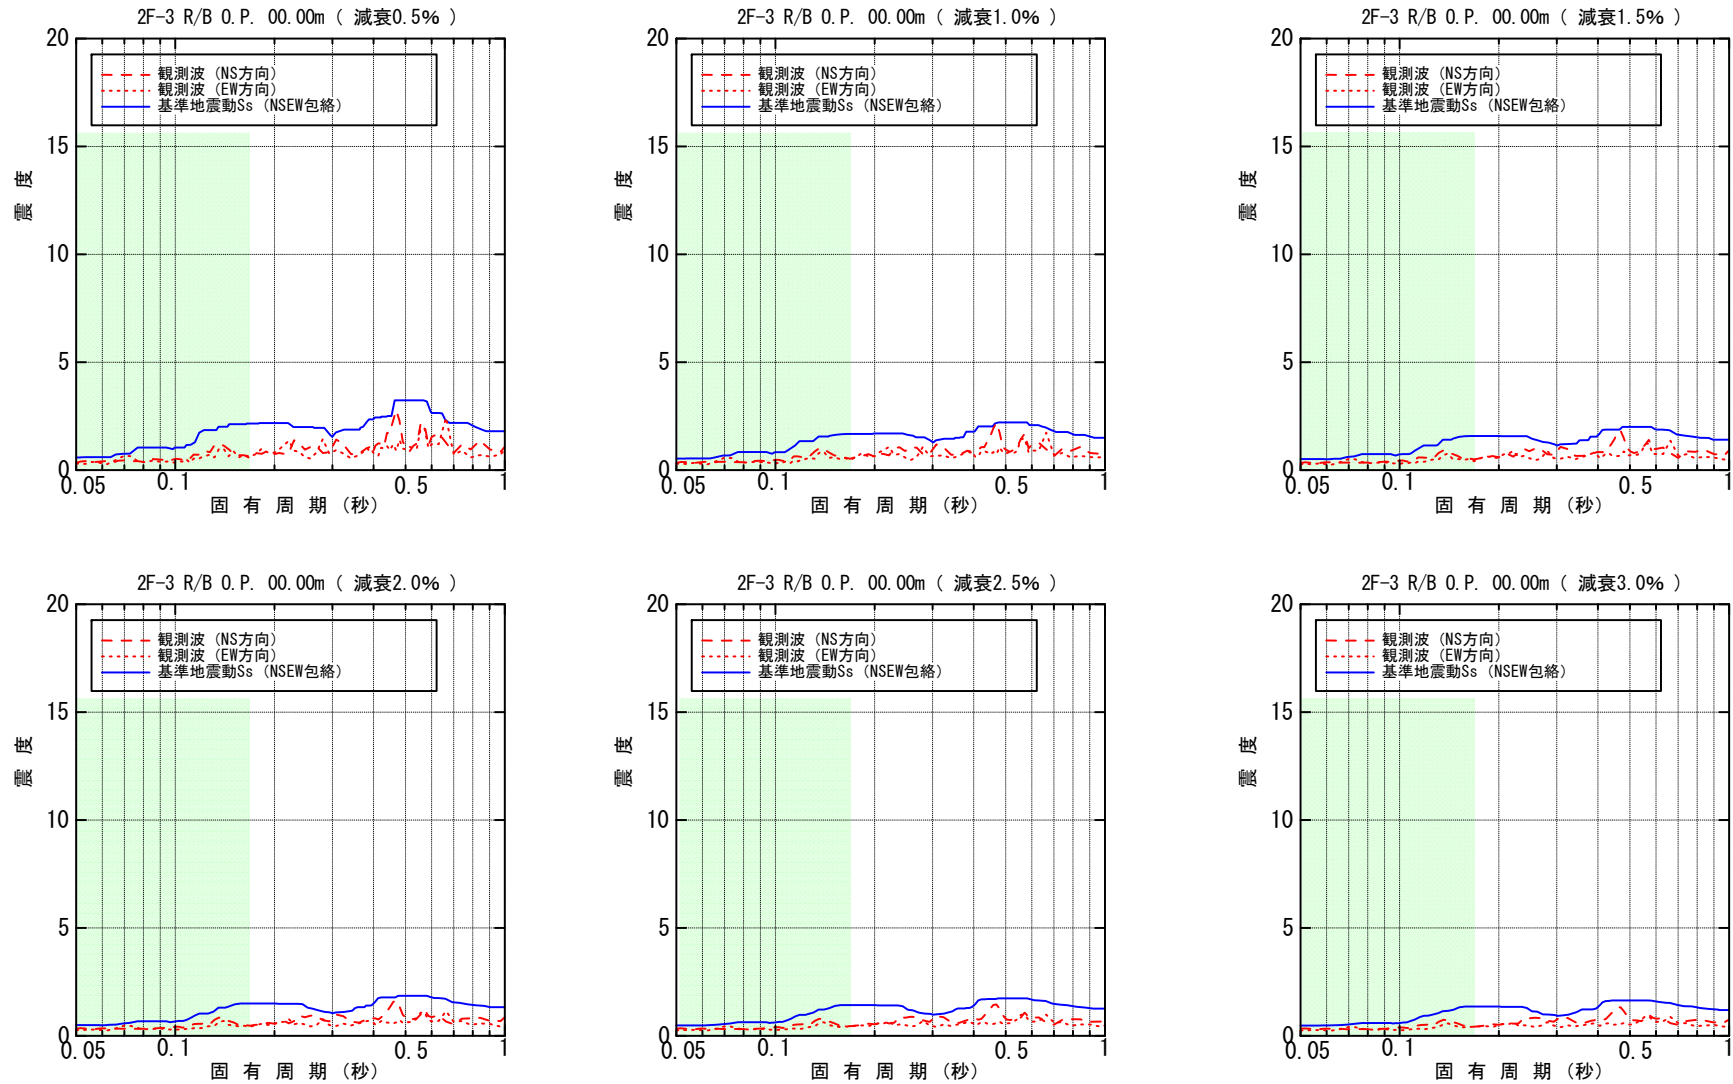 2F-3 R/B O.P. 00.00m ( 減衰0.5% )
20
15
10
5
0
震度
観測波 (NS方向)
観測波 (EW方向)
基準地震動Ss (NSEW包絡)
0.05 0.1 0.5 1
固有周期(秒)
2F-3 R/B O.P. 00.00m ( 減衰1.0% )
20
15
10
5
0
震度
観測波 (NS方向)
観測波 (EW方向)
基準地震動Ss (NSEW包絡)
0.05 0.1 0.5 1
固有周期(秒)
2F-3 R/B O.P. 00.00m ( 減衰1.5% )
20
15
10
5
0
震度
観測波 (NS方向)
観測波 (EW方向)
基準地震動Ss (NSEW包絡)
0.05 0.1 0.5 1
固有周期(秒)
2F-3 R/B O.P. 00.00m ( 減衰2.0% )
20
15
10
5
0
震度
観測波 (NS方向)
観測波 (EW方向)
基準地震動Ss (NSEW包絡)
0.05 0.1 0.5 1
固有周期(秒)
2F-3 R/B O.P. 00.00m ( 減衰2.5% )
20
15
10
5
0
震度
観測波 (NS方向)
観測波 (EW方向)
基準地震動Ss (NSEW包絡)
0.05 0.1 0.5 1
固有周期(秒)
2F-3 R/B O.P. 00.00m ( 減衰3.0% )
20
15
10
5
0
震度
観測波 (NS方向)
観測波 (EW方向)
基準地震動Ss (NSEW包絡)
0.05 0.1 0.5 1
固有周期(秒)